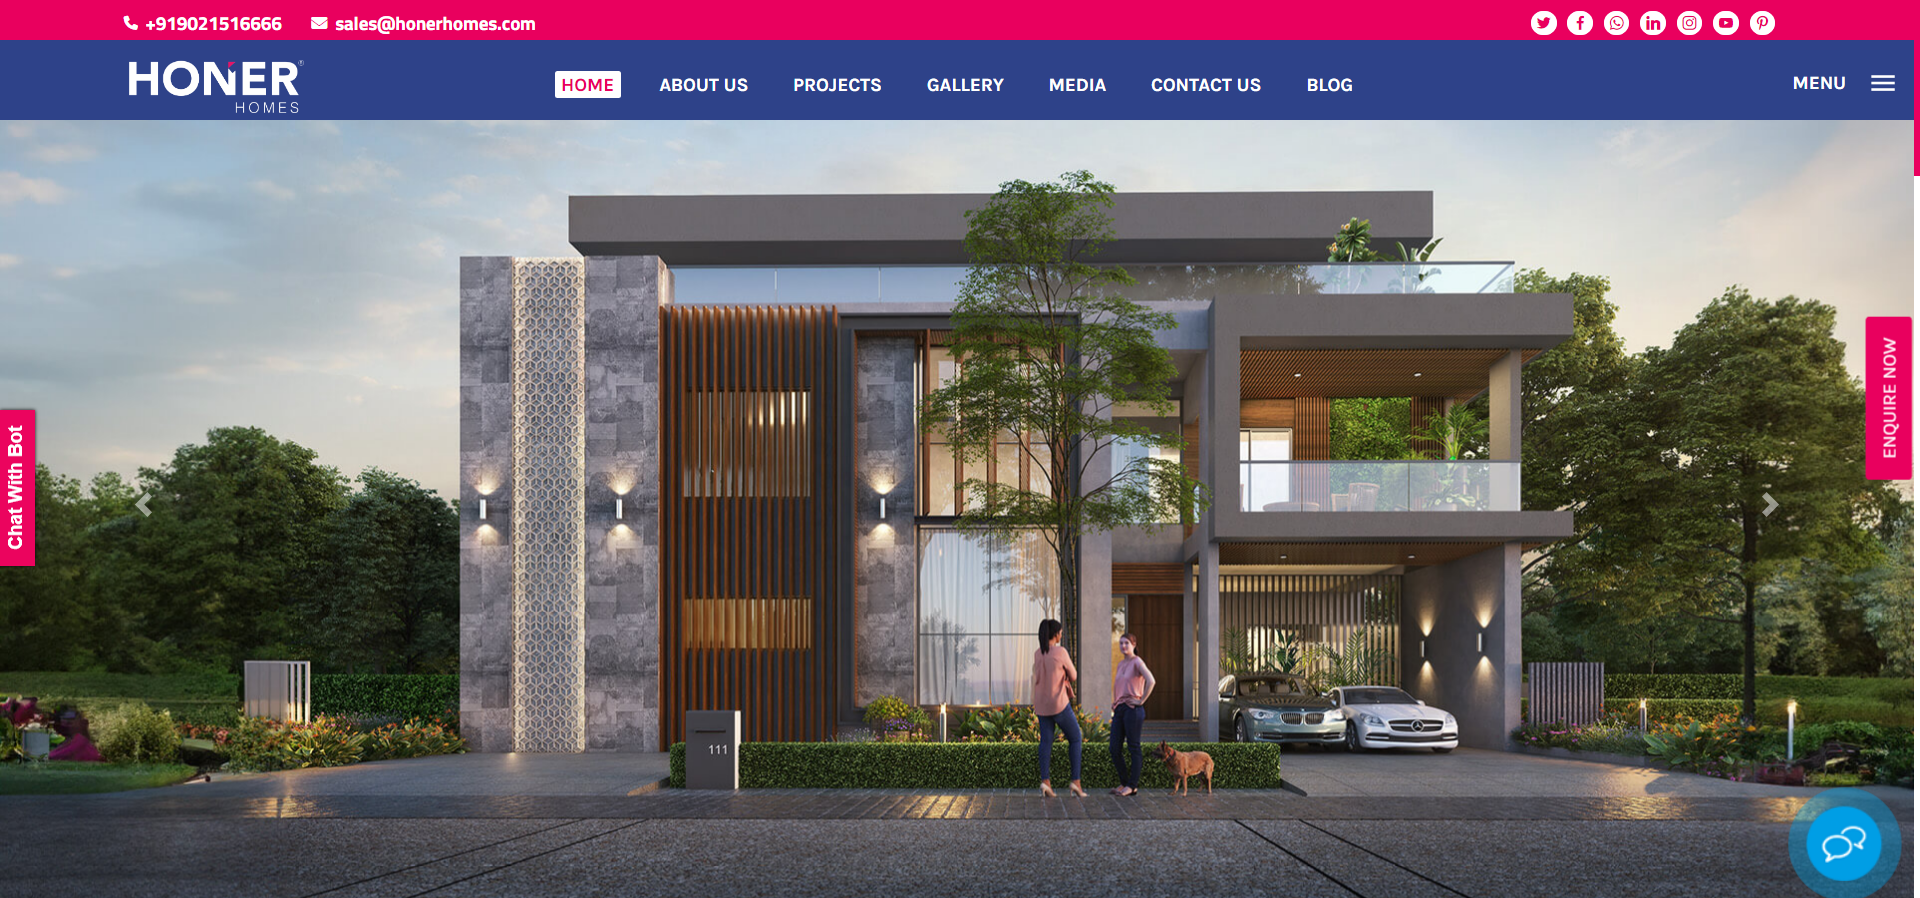 +919021516666 sales@honerhomes.com
HONER®
HOMES
HOME ABOUT US PROJECTS GALLERY MEDIA CONTACT US BLOG MENU
ENQUIRE NOW
Chat With Bot
111